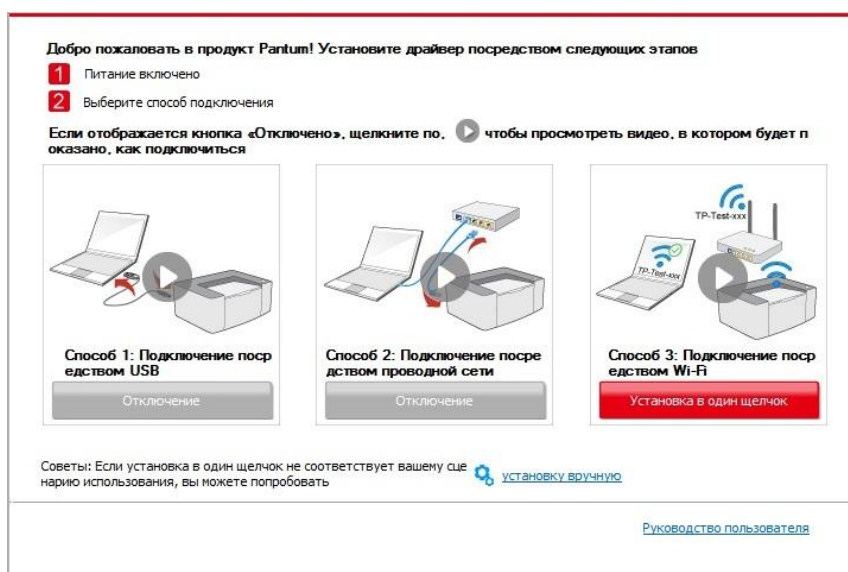 Добро пожаловать в продукт Pantum! Установите драйвер посредством следующих этапов
1 Питание включено
2 Выберите способ подключения
Если отображается кнопка «Отключено», щелкните по, чтобы просмотреть видео, в котором будет п
оказано, как подключиться
TP-Test-xxx
TP-Test-xxx
Способ 1: Подключение поср
едством USB
Отключение
Способ 2: Подключение посре
дством проводной сети
Отключение
Способ 3: Подключение поср
едством Wi-Fi
Установка в один щелчок
Советы: Если установка в один щелчок не соответствует вашему сце
нарию использования, вы можете попробовать
установку вручную
Руководство пользователя